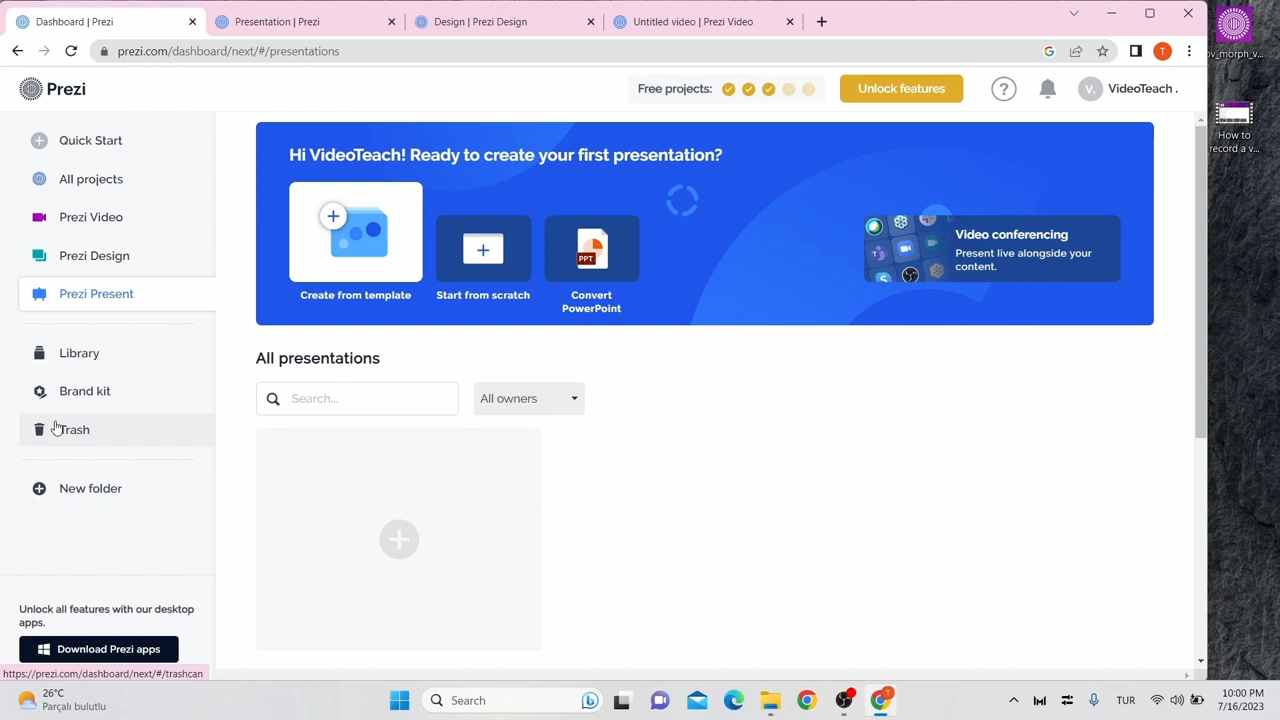 Dashboard | Prezi
Presentation | Prezi
Design | Prezi Design
Untitled video | Prezi Video
prezi.com/dashboard/next/#/presentations
T
Prezi
Free projects:
Unlock features
?
V.
VideoTeach .
Quick Start
All projects
Prezi Video
Prezi Design
Prezi Present
Library
Brand kit
Trash
New folder
Unlock all features with our desktop
apps.
Download Prezi apps
https://prezi.com/dashboard/next/#/trashcan
Hi VideoTeach! Ready to create your first presentation?
PPT
Create from template
Start from scratch
Convert
PowerPoint
Video conferencing
Present live alongside your
content.
All presentations
Search...
All owners
ov_morph_v...
How to
record a v...
26°C
Parçalı bulutlu
Search
T
TUR
10:00 PM
7/16/2023